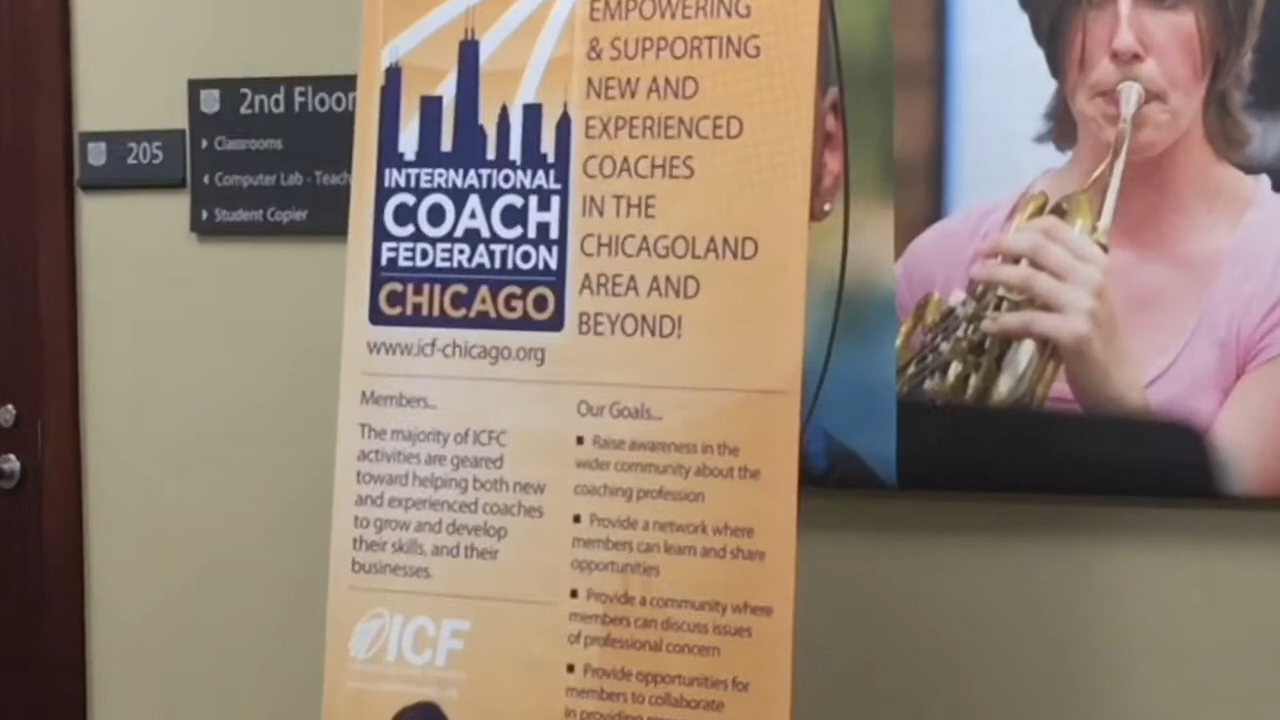 205
2nd Floor
Classrooms
Computer Lab - Teach
Student Copier
INTERNATIONAL
COACH
FEDERATION
CHICAGO
www.icf-chicago.org
EMPOWERING
& SUPPORTING
NEW AND
EXPERIENCED
COACHES
IN THE
CHICAGOLAND
AREA AND
BEYOND!
Members...
The majority of ICFC
activities are geared
toward helping both new
and experienced coaches
to grow and develop
their skills, and their
businesses.
ICF
Our Goals...
▪ Raise awareness in the
wider community about the
coaching profession
▪ Provide a network where
members can learn and share
opportunities
▪ Provide a community where
members can discuss issues
of professional concern
▪ Provide opportunities for
members to collaborate
in providing